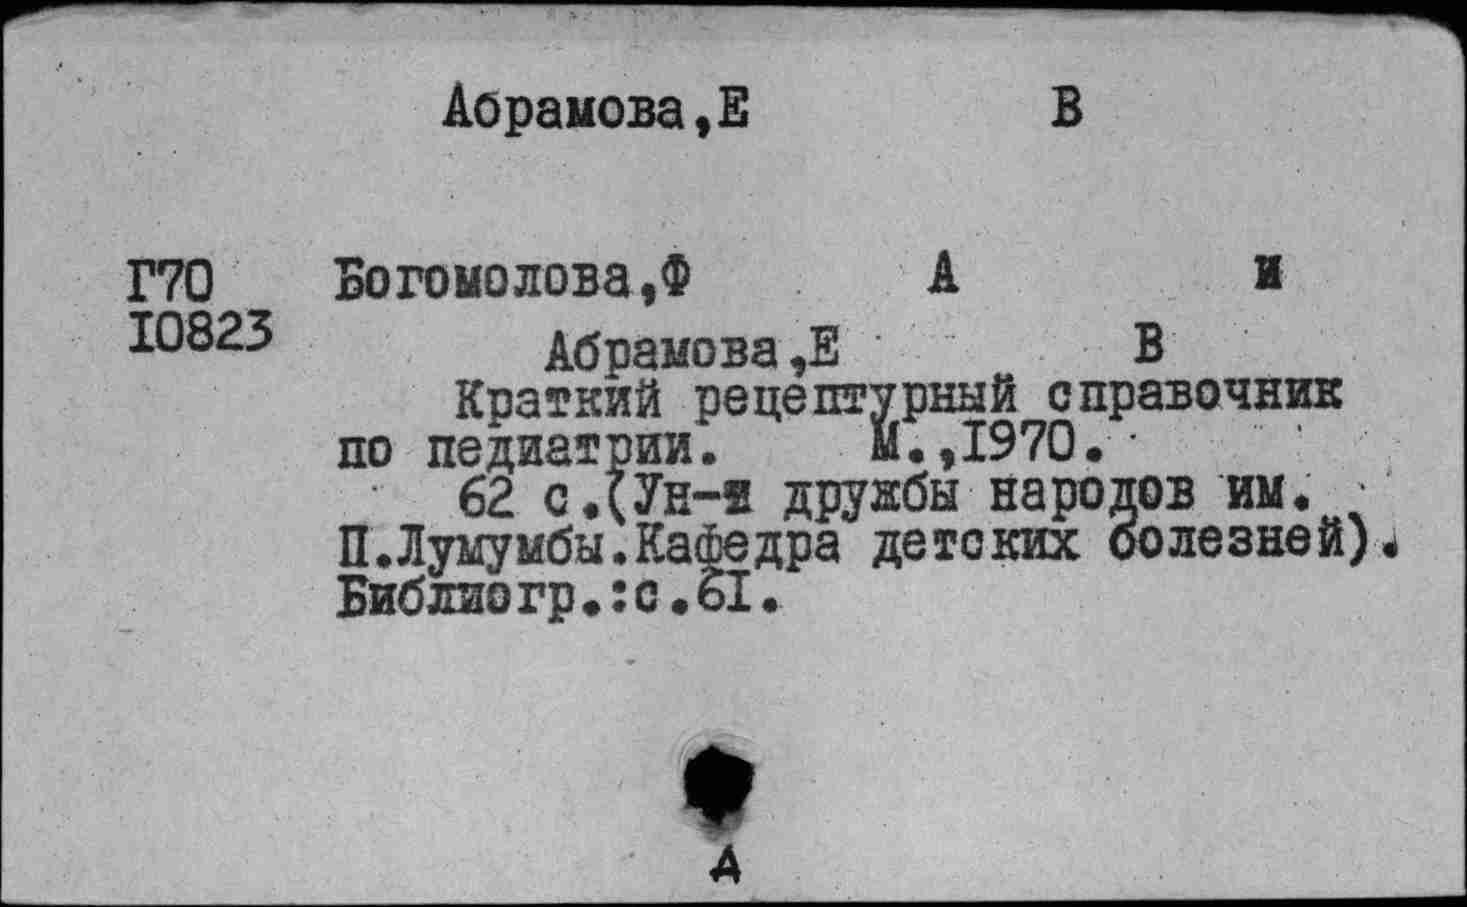 Абрамова,Е В
Г70 Богомолова,Ф А и
I0823 Абрамова,Е В
Краткий рецептурный справочник
по педиатрии. М.,I970.
62 с.(Ун-т дружбы народов им.
П.Лумумбы.Кафедра детских болезней).
Библиогр.:с.6I.
А